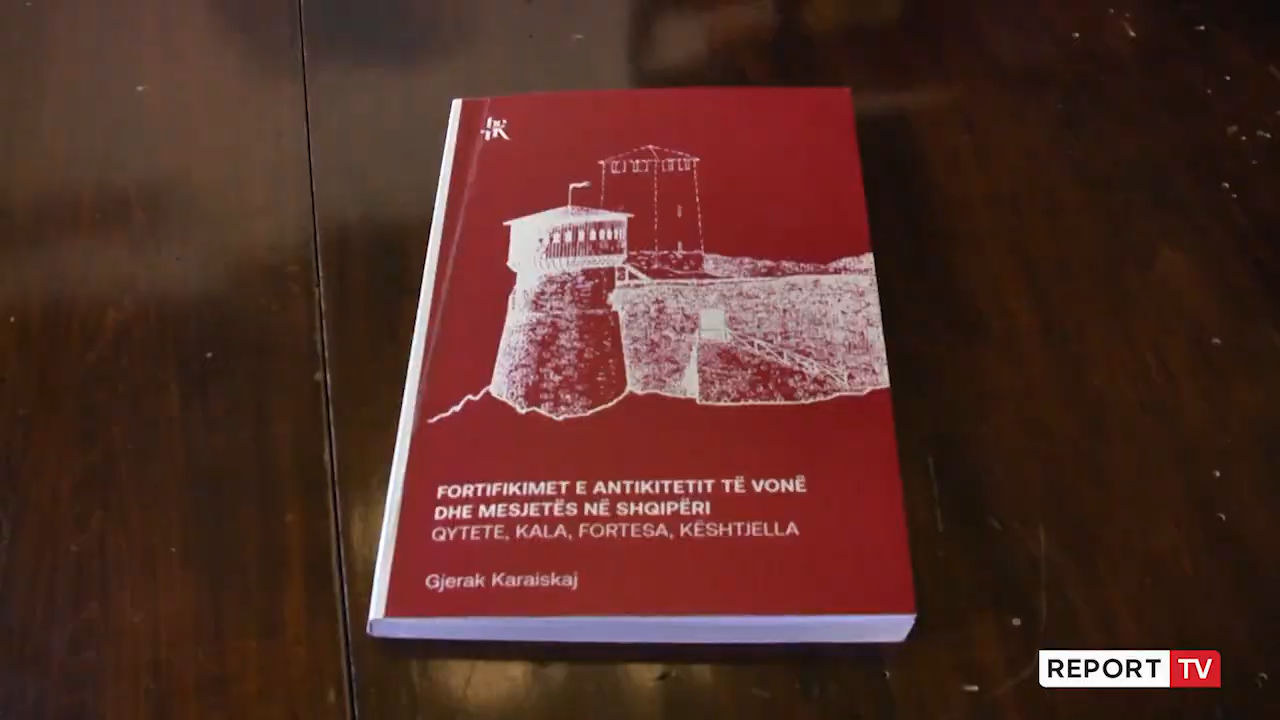 FORTIFIKIMET E ANTIKITETIT TË VONË
DHE MESJETËS NË SHQIPËRI
QYTETE, KALA, FORTESA, KËSHTJELLA
Gjerak Karaiskaj
REPORT TV